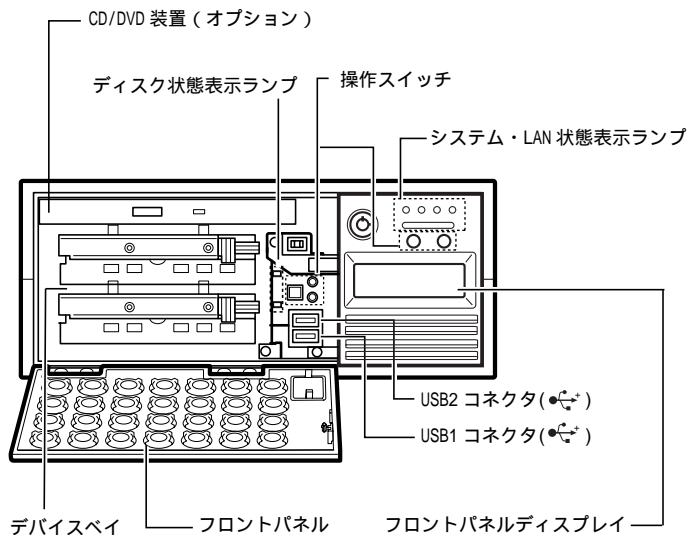 CD/DVD 装置（オプション）
ディスク状態表示ランプ
操作スイッチ
システム・LAN 状態表示ランプ
USB2 コネクタ( )
USB1 コネクタ( )
デバイスベイ
フロントパネル
フロントパネルディスプレイ